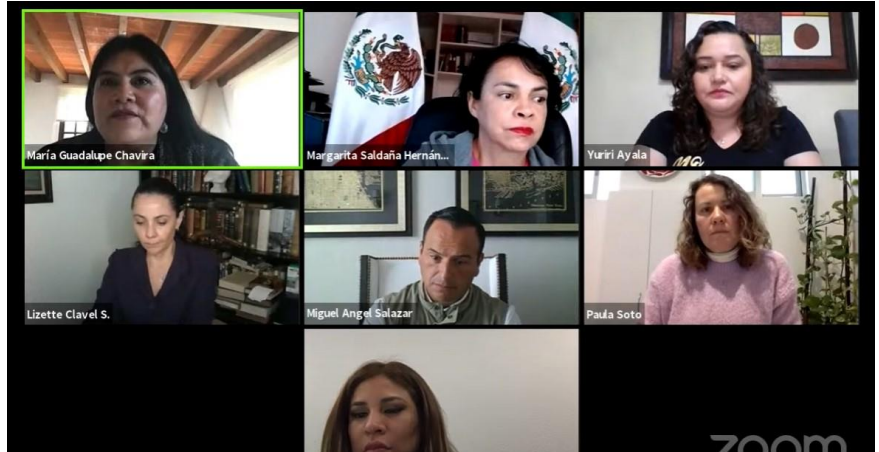 María Guadalupe Chavira
Margarita Saldaña Hernán...
Yuriri Ayala
Lizette Clavel S.
Miguel Angel Salazar
Paula Soto
zoom